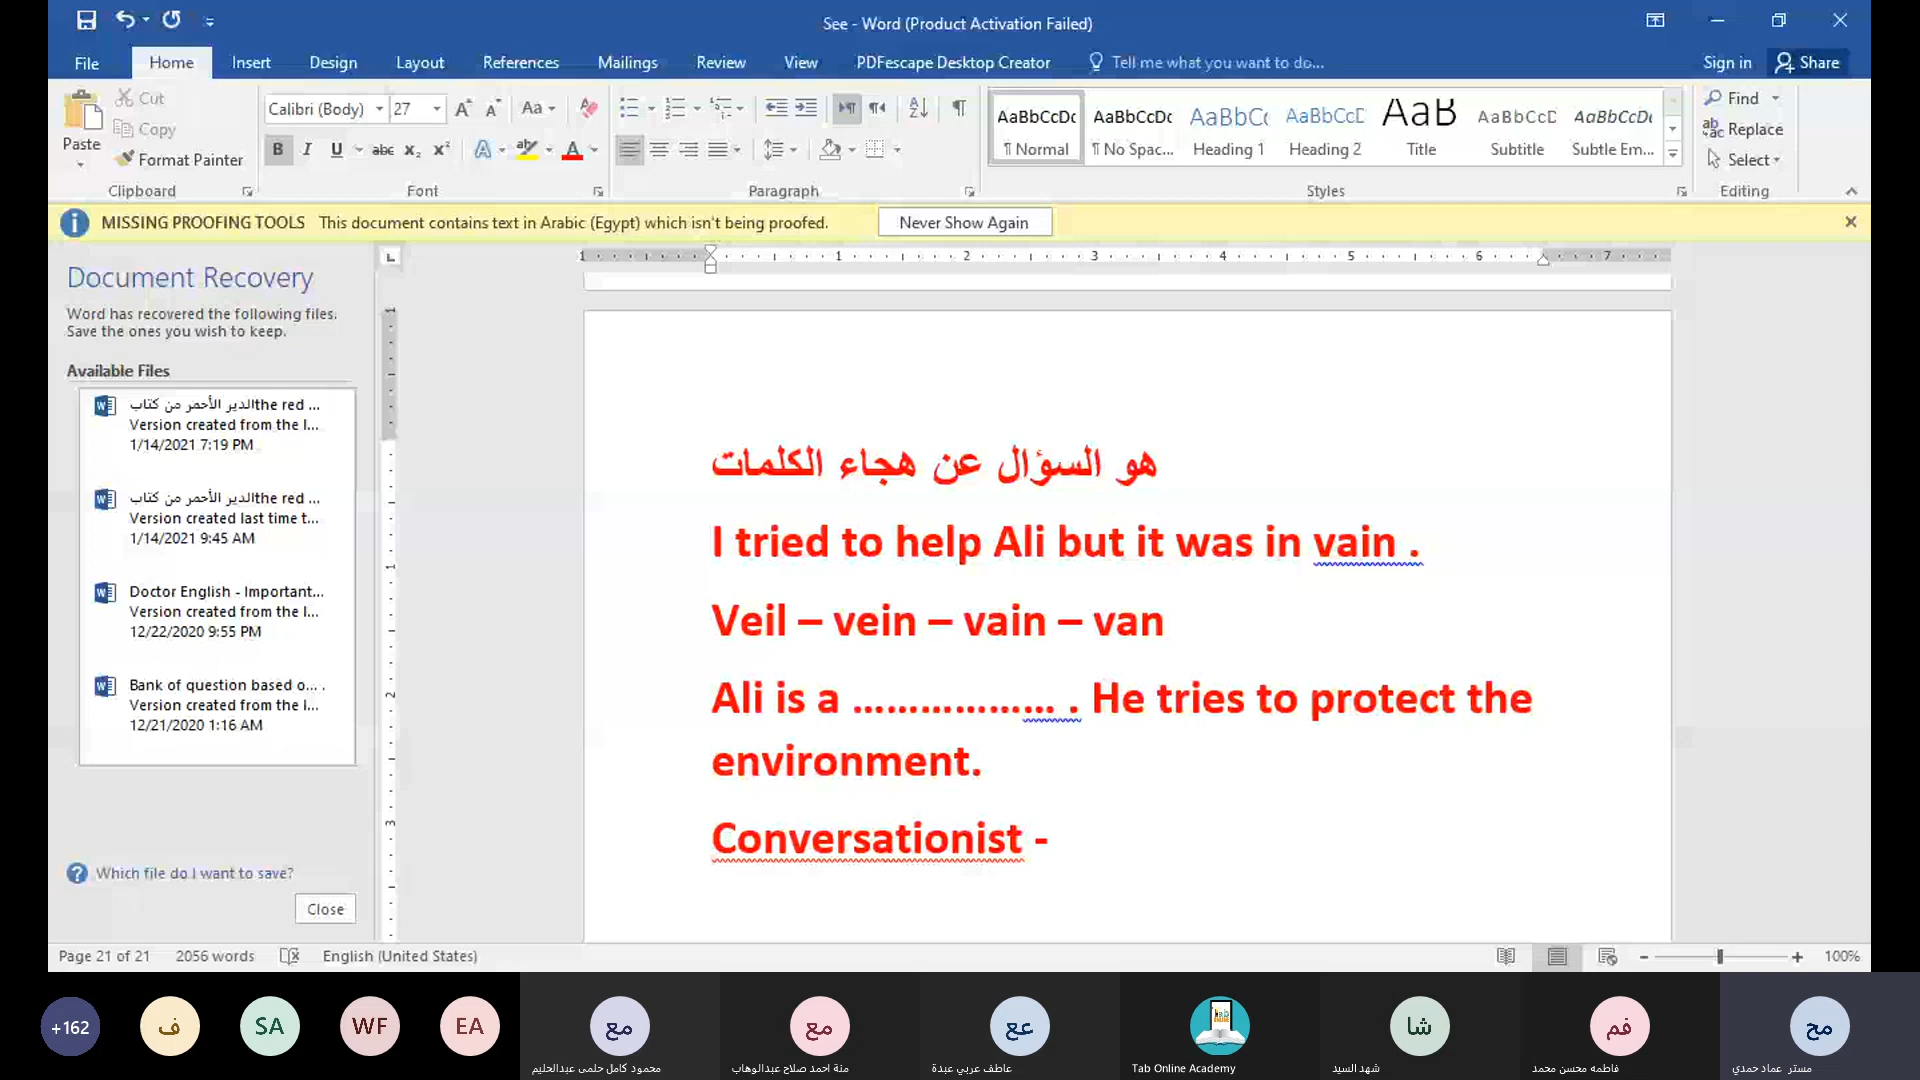 See - Word (Product Activation Failed)
File Home Insert Design Layout References Mailings Review View PDFescape Desktop Creator Tell me what you want to do... Sign in Share
Paste Cut Copy Format Painter
Calibri (Body) 27
AaBbCcDc AaBbCcDc AaBbCc AaBbCcD AaB AaBbCcD AaBbCcDc
¶ Normal ¶ No Spac... Heading 1 Heading 2 Title Subtitle Subtle Em...
Find Replace Select
Clipboard Font Paragraph Styles Editing
MISSING PROOFING TOOLS This document contains text in Arabic (Egypt) which isn't being proofed. Never Show Again
Document Recovery
Word has recovered the following files.
Save the ones you wish to keep.
Available Files
الدير الأحمر من كتابthe red ...
Version created from the l...
1/14/2021 7:19 PM
الدير الأحمر من كتابthe red ...
Version created last time t...
1/14/2021 9:45 AM
Doctor English - Important...
Version created from the l...
12/22/2020 9:55 PM
Bank of question based o... .
Version created from the l...
12/21/2020 1:16 AM
Which file do I want to save?
Close
هو السؤال عن هجاء الكلمات
I tried to help Ali but it was in vain .
Veil – vein – vain – van
Ali is a ……………… . He tries to protect the
environment.
Conversationist -
Page 21 of 21 2056 words English (United States) 100%
+162 ف SA WF EA مع مع عع شا فم مح
محمود كامل حلمى عبدالحليم منة احمد صلاح عبدالوهاب عاطف عربي عبدة Tab Online Academy شهد السيد فاطمه محسن محمد مستر عماد حمدي